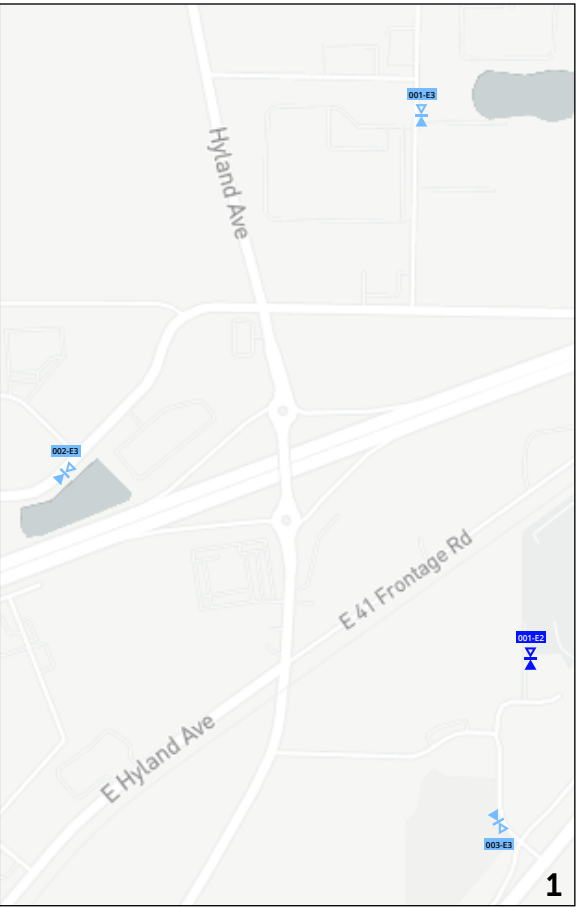 001-E3
Hyland Ave
002-E3
E 41 Frontage Rd
001-E2
E Hyland Ave
003-E3
1